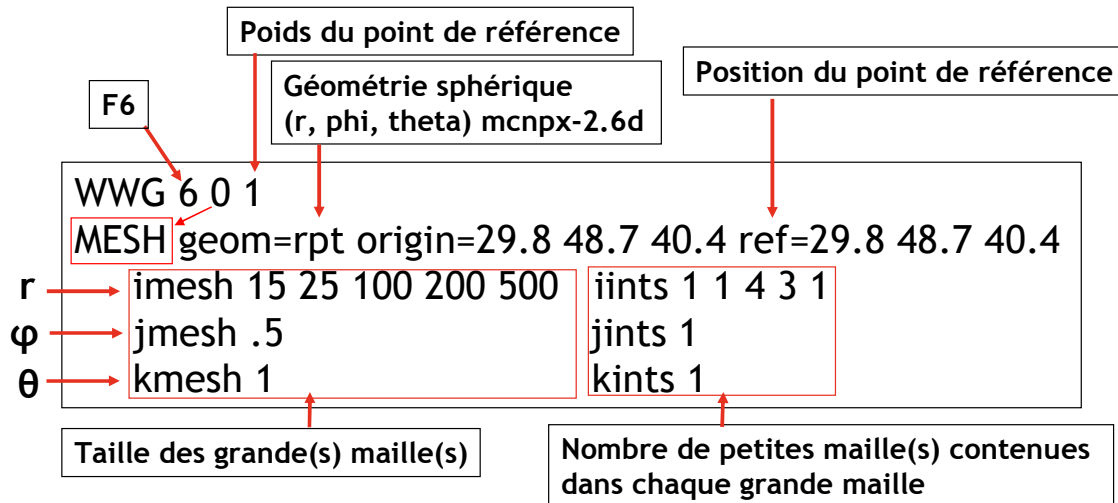 Poids du point de référence
F6
Géométrie sphérique
(r, phi, theta) mcnpx-2.6d
Position du point de référence
WWG 6 0 1
MESH geom=rpt origin=29.8 48.7 40.4 ref=29.8 48.7 40.4
r imesh 15 25 100 200 500 iints 1 1 4 3 1
φ jmesh .5 jints 1
θ kmesh 1 kints 1
Taille des grande(s) maille(s)
Nombre de petites maille(s) contenues
dans chaque grande maille